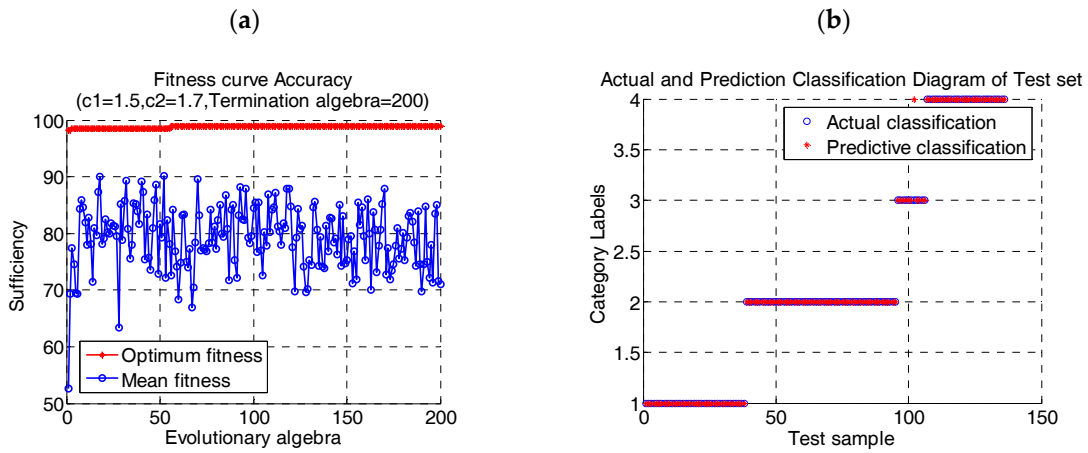 (a)
Fitness curve Accuracy
(c1=1.5,c2=1.7,Termination algebra=200)
Sufficiency
100
90
80
70
60
50
Optimum fitness
Mean fitness
0
50
100
150
200
Evolutionary algebra
(b)
Actual and Prediction Classification Diagram of Test set
Category Labels
4
3.5
3
2.5
2
1.5
1
Actual classification
Predictive classification
50
100
150
Test sample